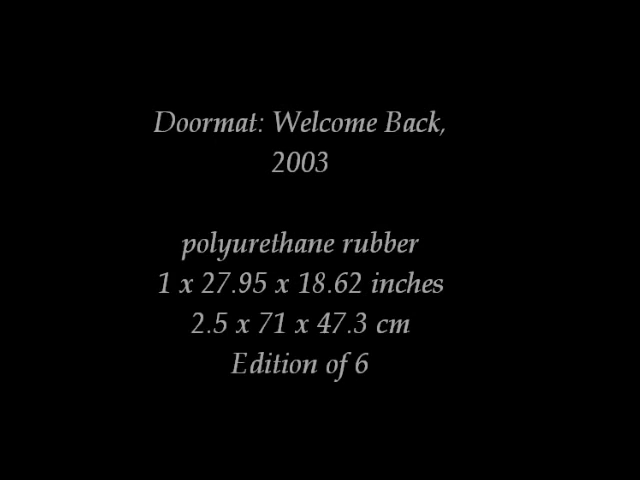 Doormat: Welcome Back,
2003
polyurethane rubber
1 x 27.95 x 18.62 inches
2.5 x 71 x 47.3 cm
Edition of 6